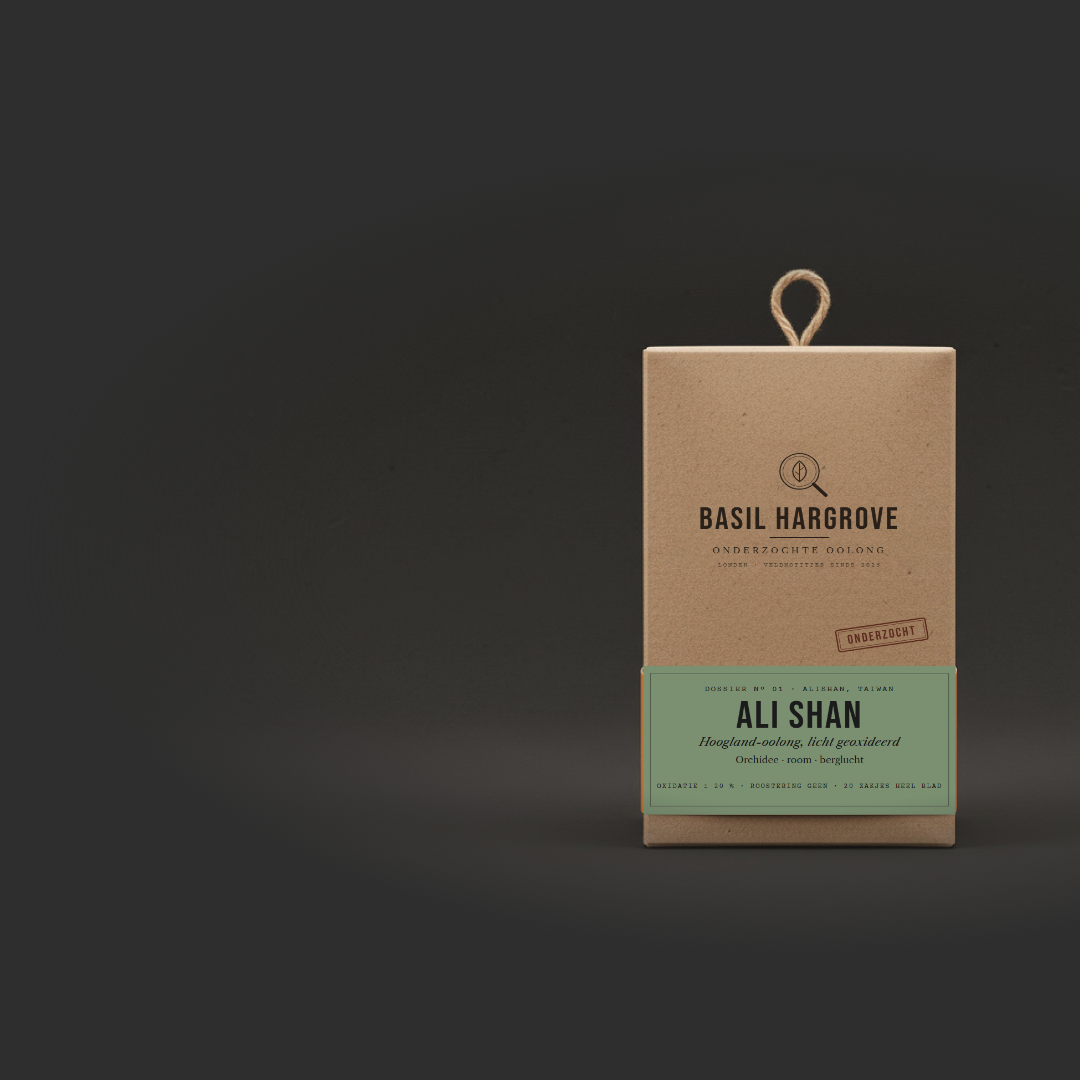 BASIL HARGROVE
ONDERZOCHTE OOLONG
LONDEN · VELDNOTITIES SINDS 2025
ONDERZOCHT
DOSSIER Nº 01 · ALISHAN, TAIWAN
ALI SHAN
Hoogland-oolong, licht geoxideerd
Orchidee · room · berglucht
OXIDATIE : 20 % · ROOSTERING GEEN · 20 ZAKJES HEEL BLAD